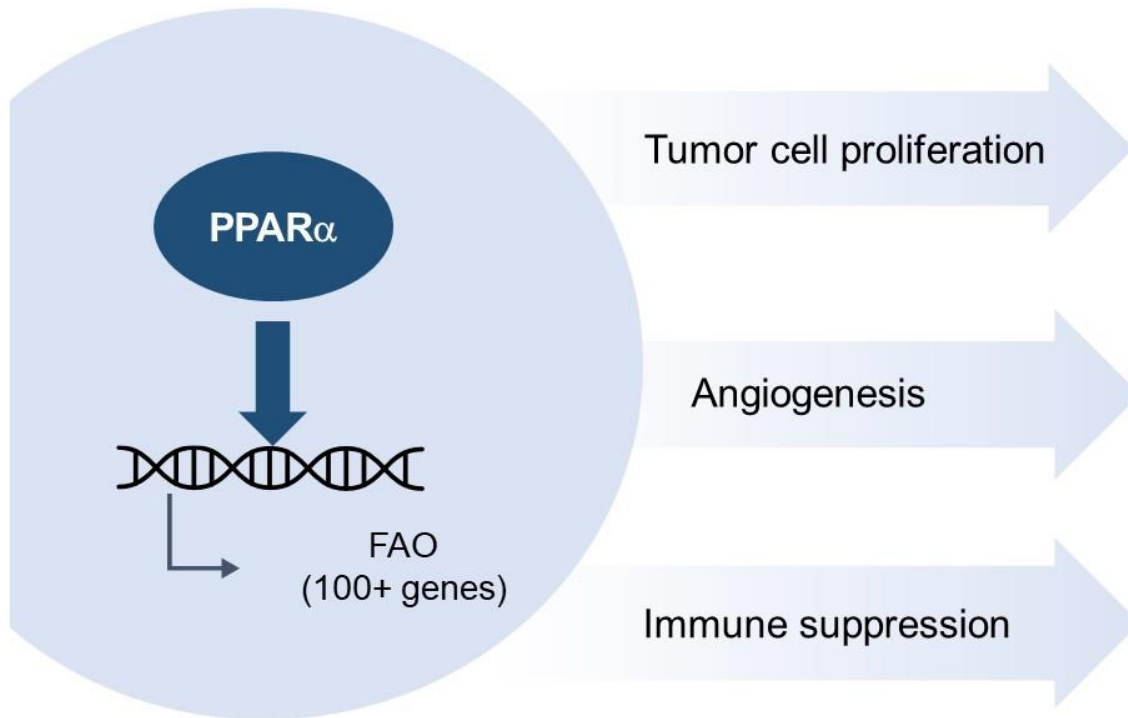 PPARα
FAO
(100+ genes)
Tumor cell proliferation
Angiogenesis
Immune suppression